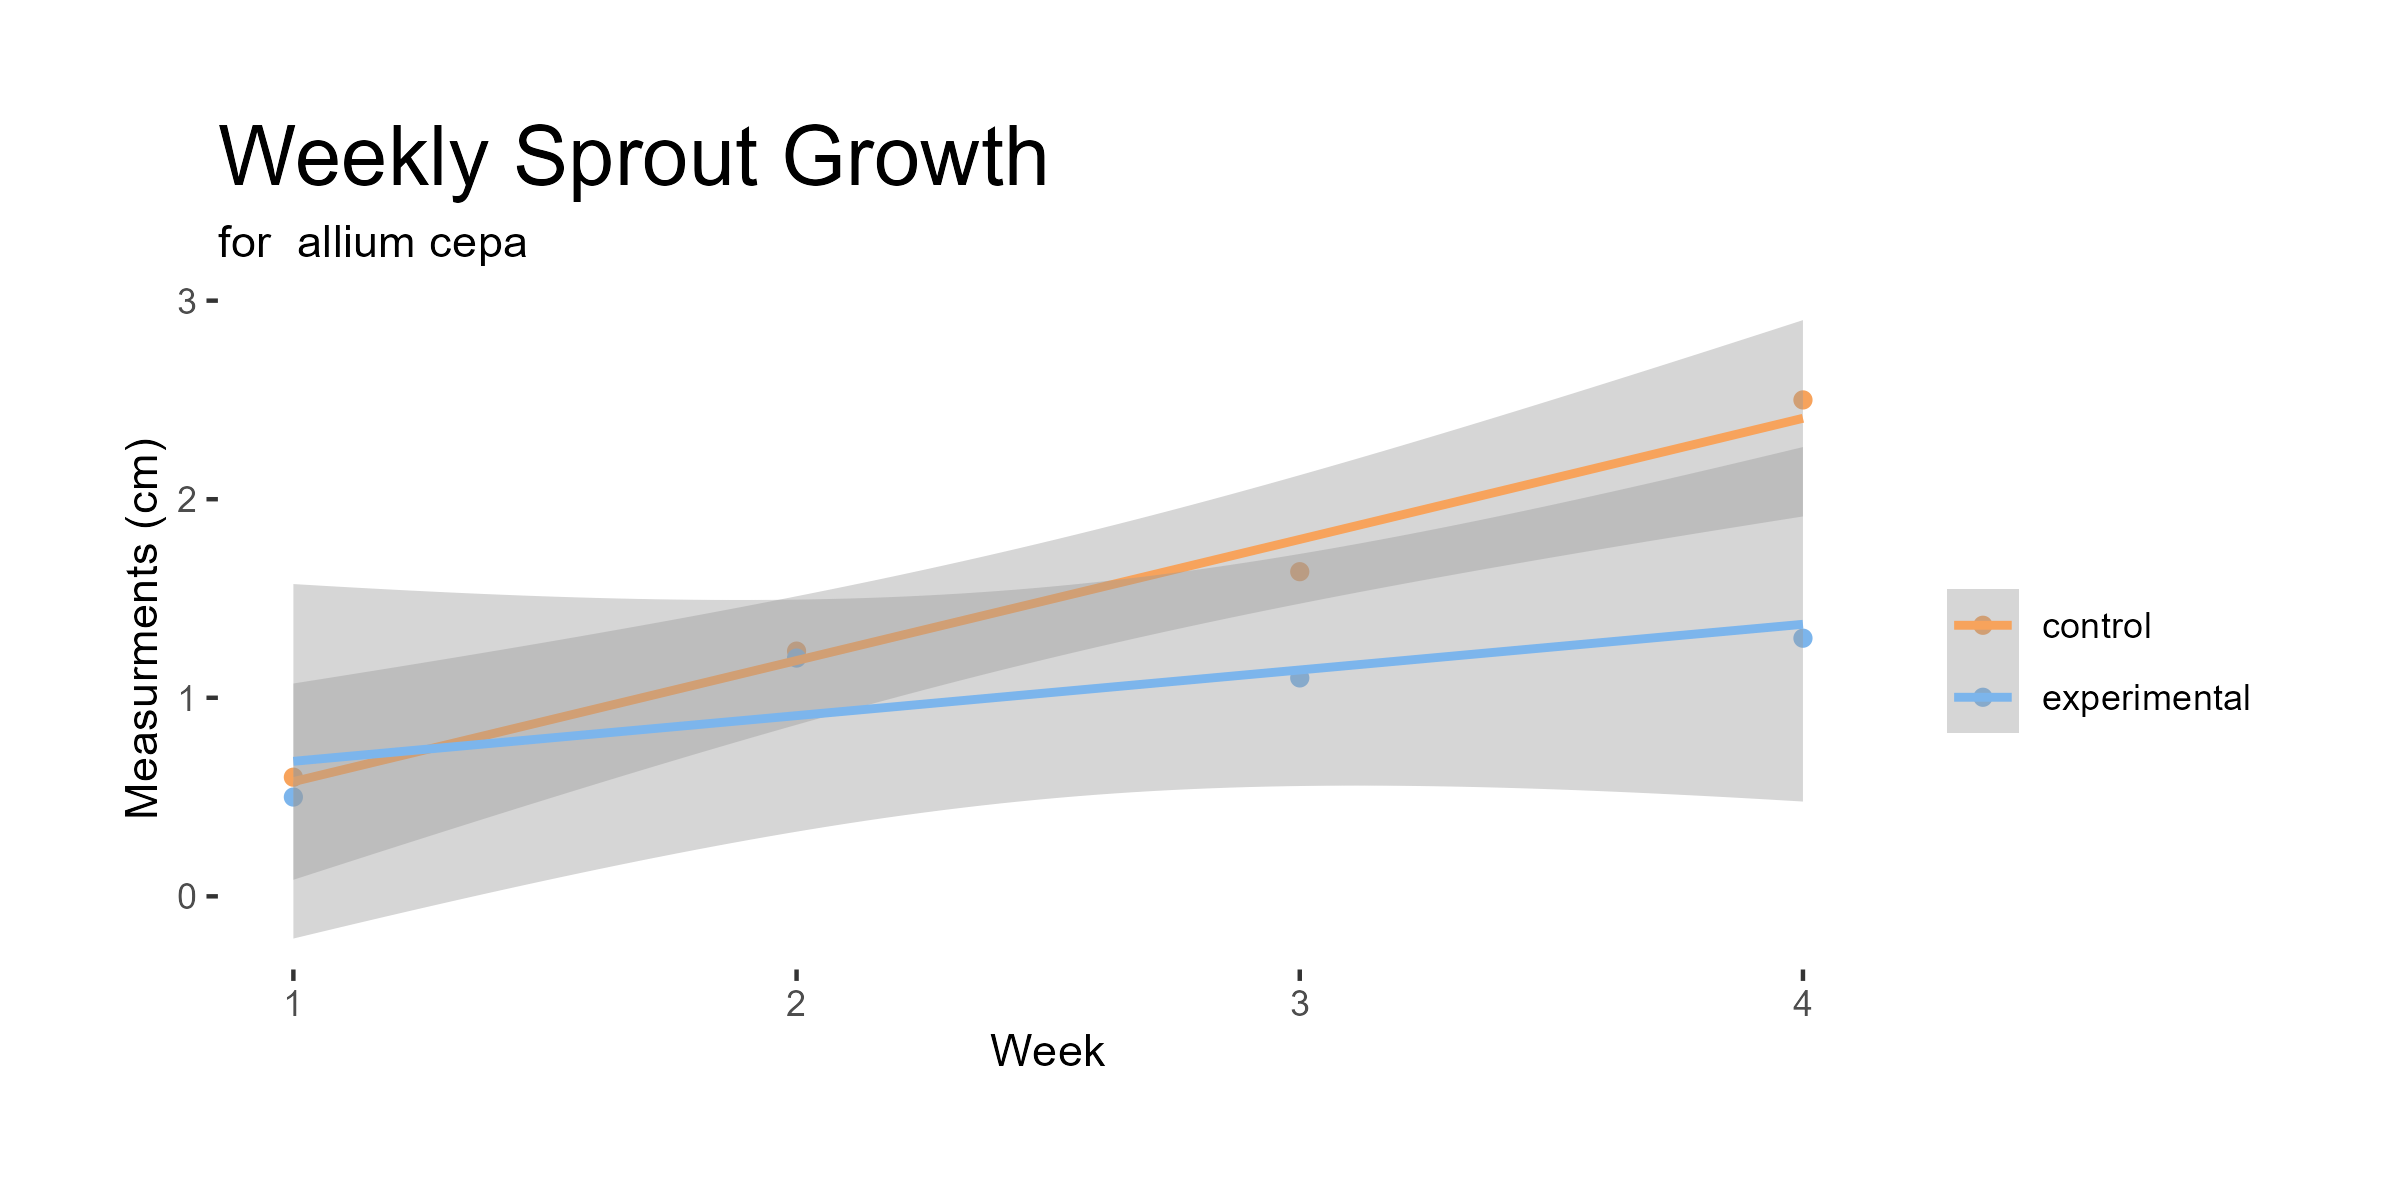 Weekly Sprout Growth
for  allium cepa
3
2
1
0
Measurments (cm)
1 2 3 4
Week
control
experimental